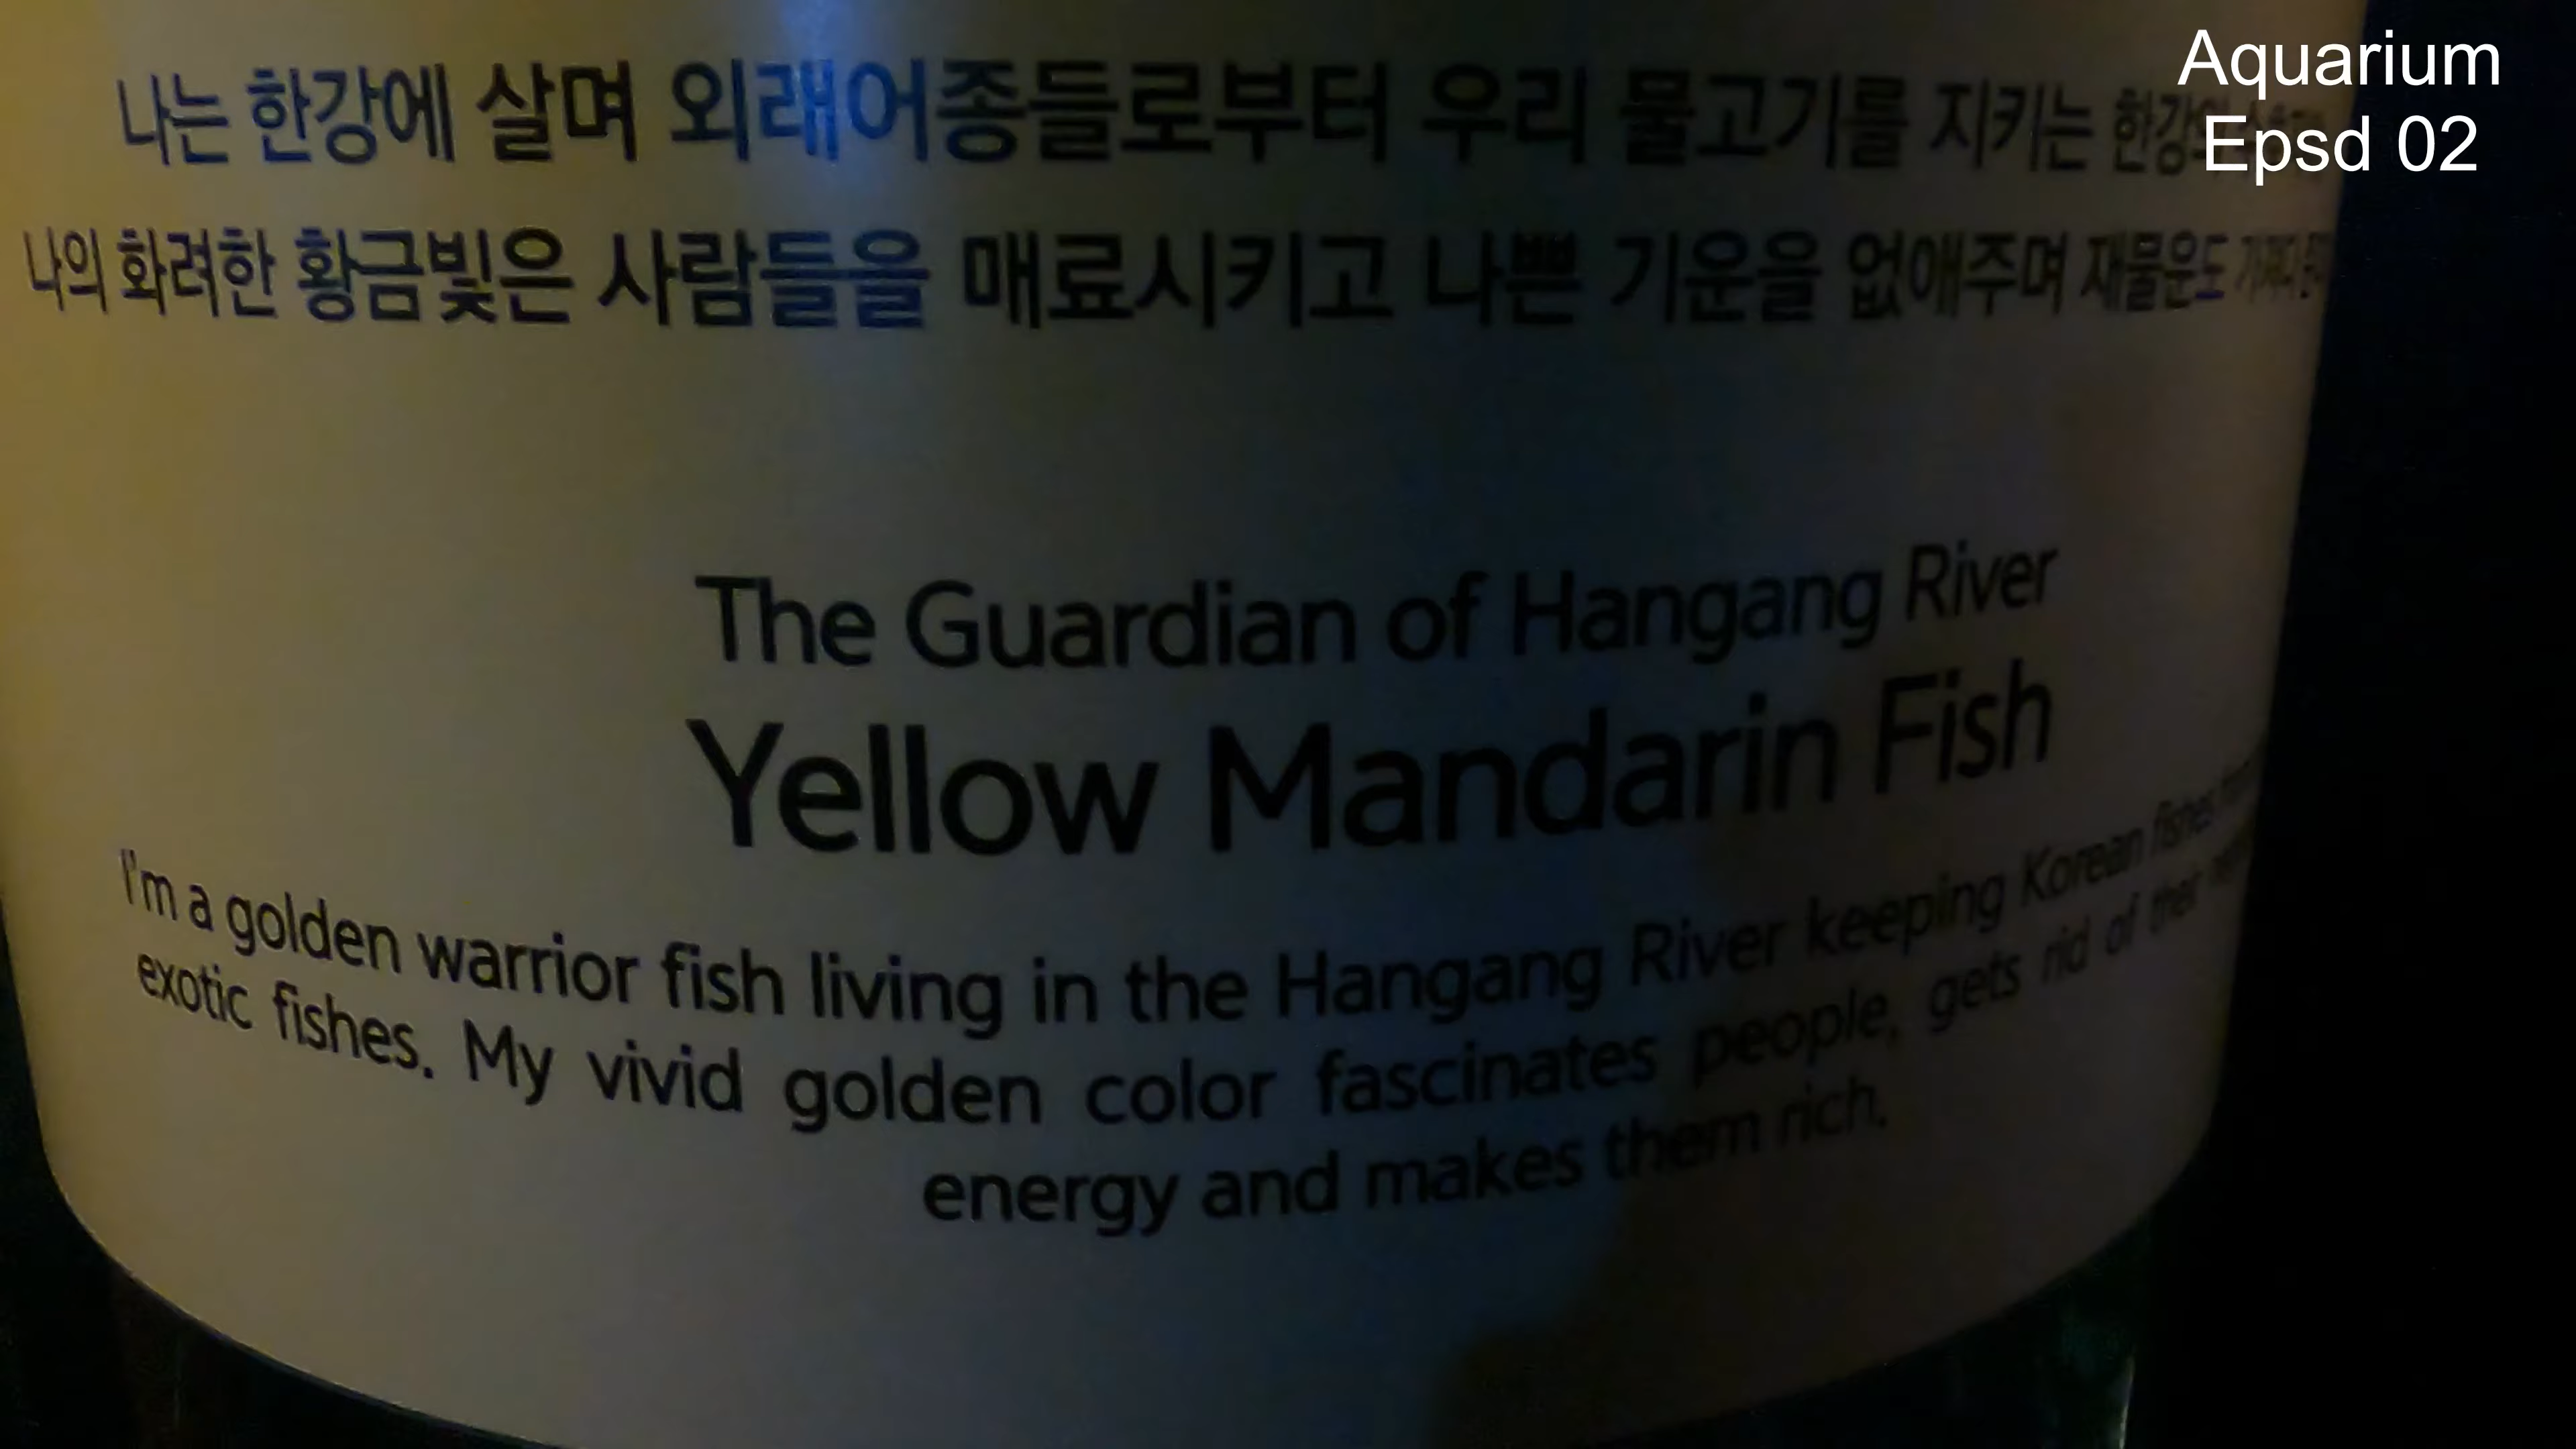 Aquarium
Epsd 02
나는 한강에 살며 외래어종들로부터 우리 물고기를 지키는
나의 화려한 황금빛은 사람들을 매료시키고 나쁜 기운을 없애주며 재물운도
The Guardian of Hangang River
Yellow Mandarin Fish
I'm a golden warrior fish living in the Hangang River keeping Korean fishes from
exotic fishes. My vivid golden color fascinates people, gets rid of their
energy and makes them rich.